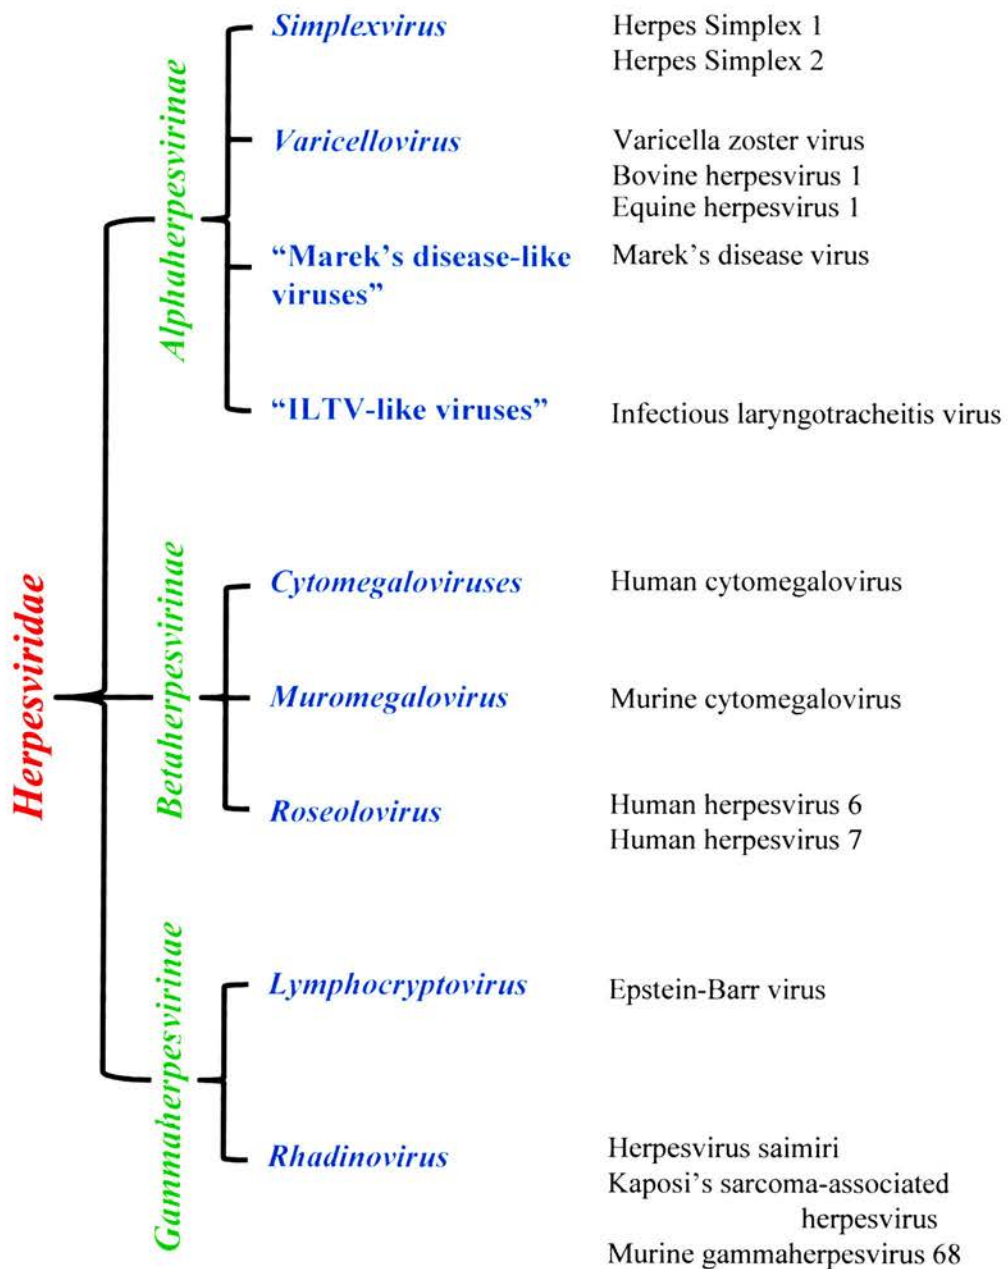 Herpesviridae
Alphaherpesvirinae
Simplexvirus
Herpes Simplex 1
Herpes Simplex 2
Varicellovirus
Varicella zoster virus
Bovine herpesvirus 1
Equine herpesvirus 1
“Marek’s disease-like
viruses”
Marek’s disease virus
“ILTV-like viruses”
Infectious laryngotracheitis virus
Betaherpesvirinae
Cytomegaloviruses
Human cytomegalovirus
Muromegalovirus
Murine cytomegalovirus
Roseolovirus
Human herpesvirus 6
Human herpesvirus 7
Gammaherpesvirinae
Lymphocryptovirus
Epstein-Barr virus
Rhadinovirus
Herpesvirus saimiri
Kaposi’s sarcoma-associated
herpesvirus
Murine gammaherpesvirus 68